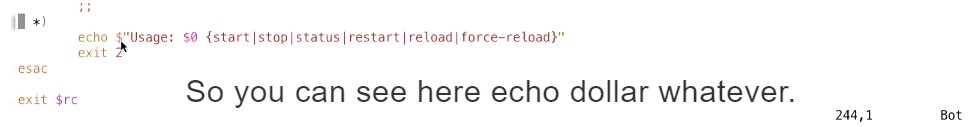 ;;
*)
echo $"Usage: $0 {start|stop|status|restart|reload|force-reload}"
exit 2
esac
So you can see here echo dollar whatever.
exit $rc
244,1 Bot